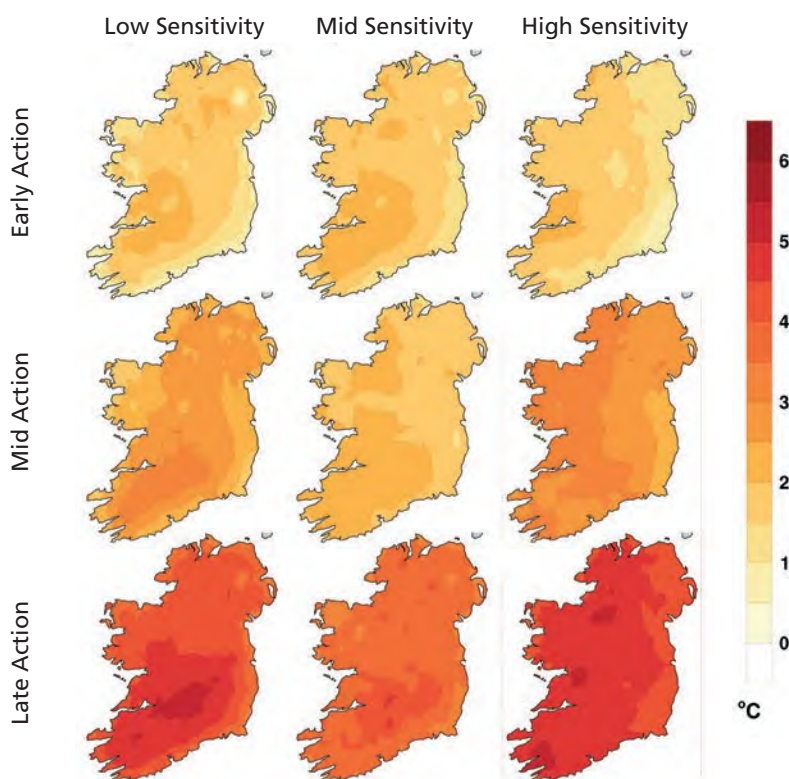 Low Sensitivity Mid Sensitivity High Sensitivity
Early Action
Mid Action
Late Action
6
5
4
3
2
1
0
°C